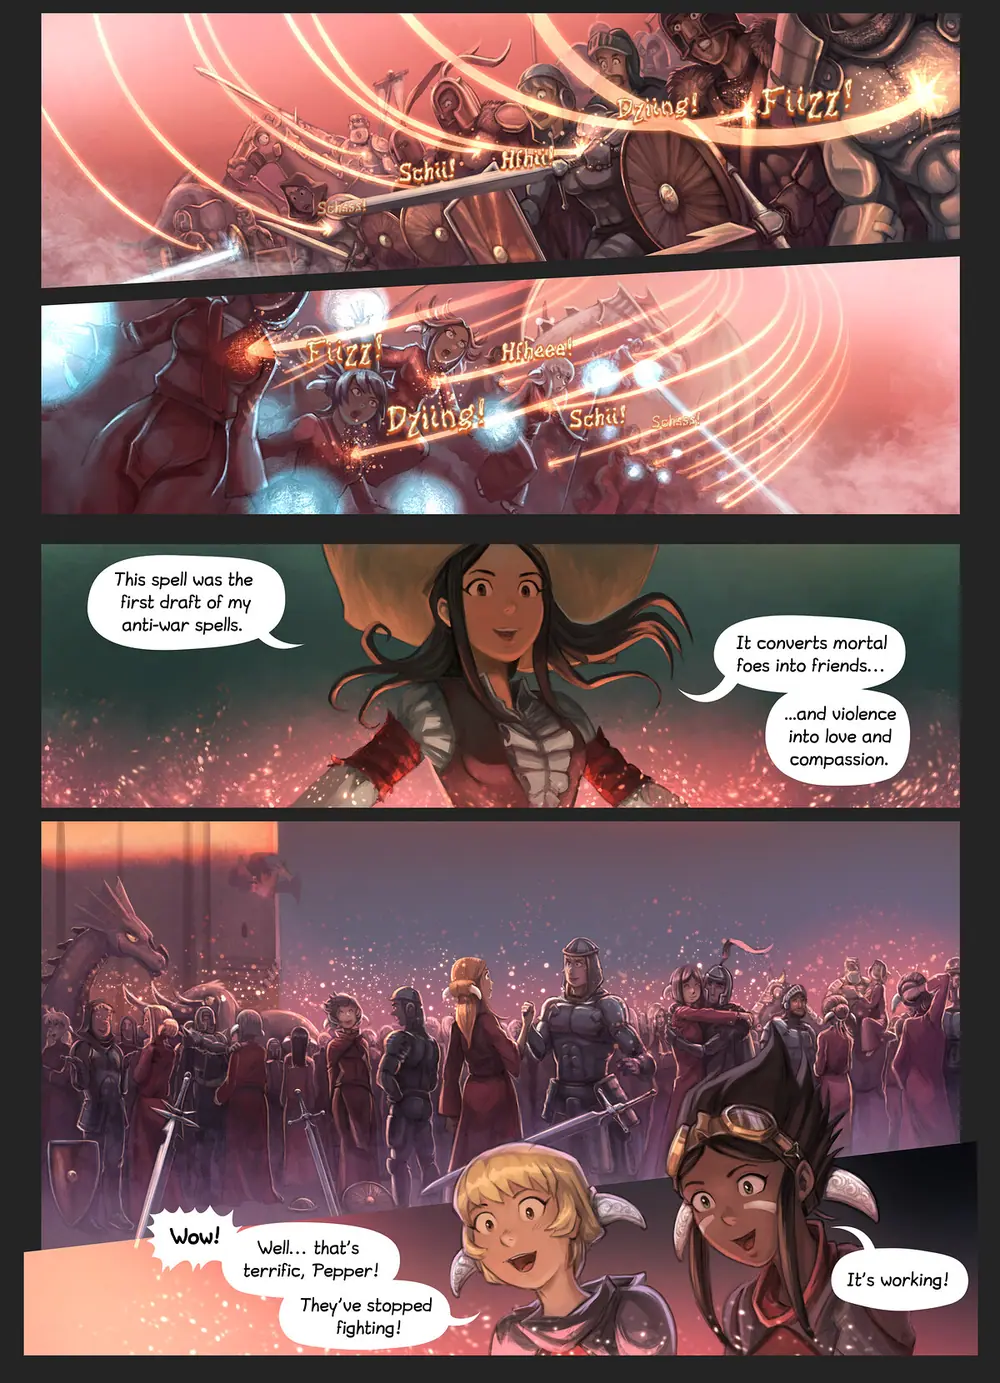 Dziing!
Fiizz!
Schii!
Hfhii!
Schsss!
Fiizz!
Hfheee!
Dziing!
Schii!
Schsss!
This spell was the
first draft of my
anti-war spells.
It converts mortal
foes into friends...
...and violence
into love and
compassion.
Wow!
Well... that's
terrific, Pepper!
They've stopped
fighting!
It's working!